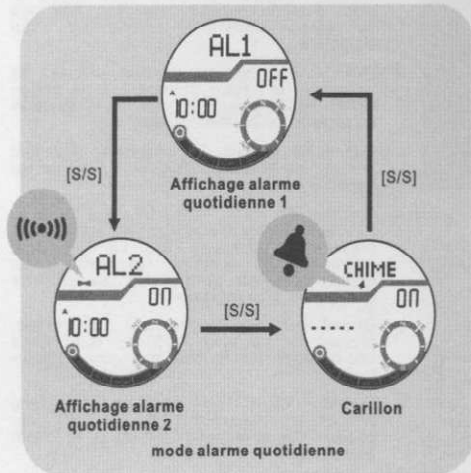 AL1
OFF
10:00
[S/S]
[S/S]
Affichage alarme
quotidienne 1
AL2
ON
10:00
[S/S]
CHIME
ON
-----
Affichage alarme
quotidienne 2
Carillon
mode alarme quotidienne